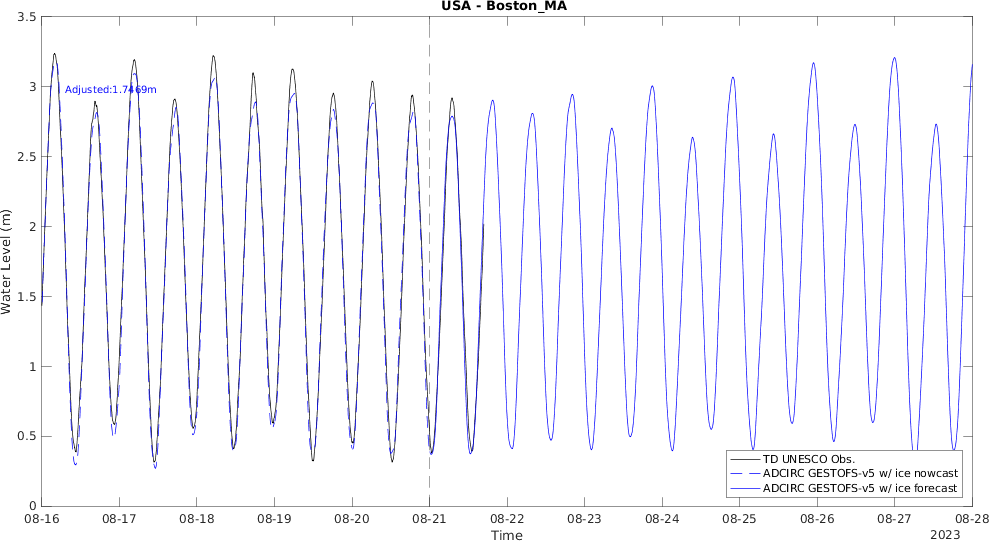 USA - Boston_MA
3.5
3
2.5
2
1.5
1
0.5
0
Water Level (m)
Adjusted:1.7469m
TD UNESCO Obs.
ADCIRC GESTOFS-v5 w/ ice nowcast
ADCIRC GESTOFS-v5 w/ ice forecast
08-16 08-17 08-18 08-19 08-20 08-21 08-22 08-23 08-24 08-25 08-26 08-27 08-28
Time
2023